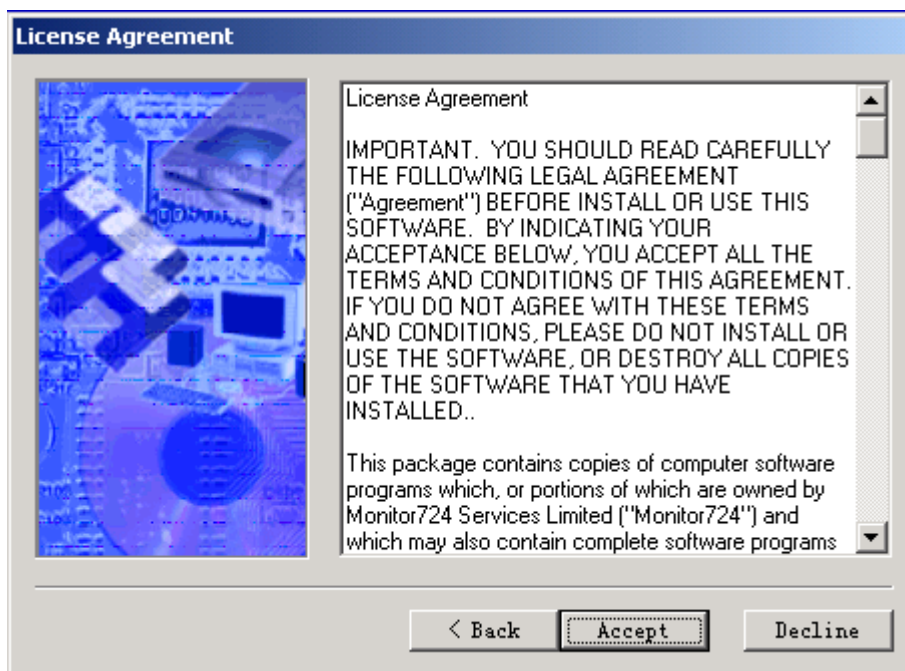 License Agreement
License Agreement
IMPORTANT.  YOU SHOULD READ CAREFULLY
THE FOLLOWING LEGAL AGREEMENT
("Agreement") BEFORE INSTALL OR USE THIS
SOFTWARE.  BY INDICATING YOUR
ACCEPTANCE BELOW, YOU ACCEPT ALL THE
TERMS AND CONDITIONS OF THIS AGREEMENT.
IF YOU DO NOT AGREE WITH THESE TERMS
AND CONDITIONS, PLEASE DO NOT INSTALL OR
USE THE SOFTWARE, OR DESTROY ALL COPIES
OF THE SOFTWARE THAT YOU HAVE
INSTALLED..
This package contains copies of computer software
programs which, or portions of which are owned by
Monitor724 Services Limited ("Monitor724") and
which may also contain complete software programs
< Back
Accept
Decline